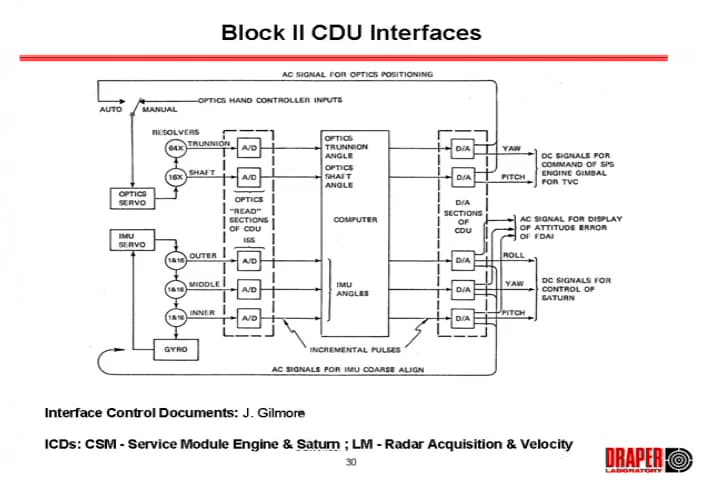 Block II CDU Interfaces
AC SIGNAL FOR OPTICS POSITIONING
OPTICS HAND CONTROLLER INPUTS
AUTO
MANUAL
RESOLVERS
64X
TRUNNION
A/D
OPTICS
TRUNNION
ANGLE
D/A
YAW
DC SIGNALS FOR
COMMAND OF SPS
ENGINE GIMBAL
FOR TVC
16X
SHAFT
A/D
OPTICS
SHAFT
ANGLE
D/A
PITCH
OPTICS
SERVO
OPTICS
"READ"
SECTIONS
OF CDU
ISS
COMPUTER
D/A
SECTIONS
OF
CDU
AC SIGNAL FOR DISPLAY
OF ATTITUDE ERROR
OF FDAI
IMU
SERVO
1&16
OUTER
A/D
D/A
ROLL
1&16
MIDDLE
A/D
IMU
ANGLES
D/A
YAW
DC SIGNALS FOR
CONTROL OF
SATURN
1&16
INNER
A/D
D/A
PITCH
GYRO
INCREMENTAL PULSES
AC SIGNALS FOR IMU COARSE ALIGN
Interface Control Documents: J. Gilmore
ICDs: CSM - Service Module Engine & Saturn ; LM - Radar Acquisition & Velocity
30
DRAPER
LABORATORY